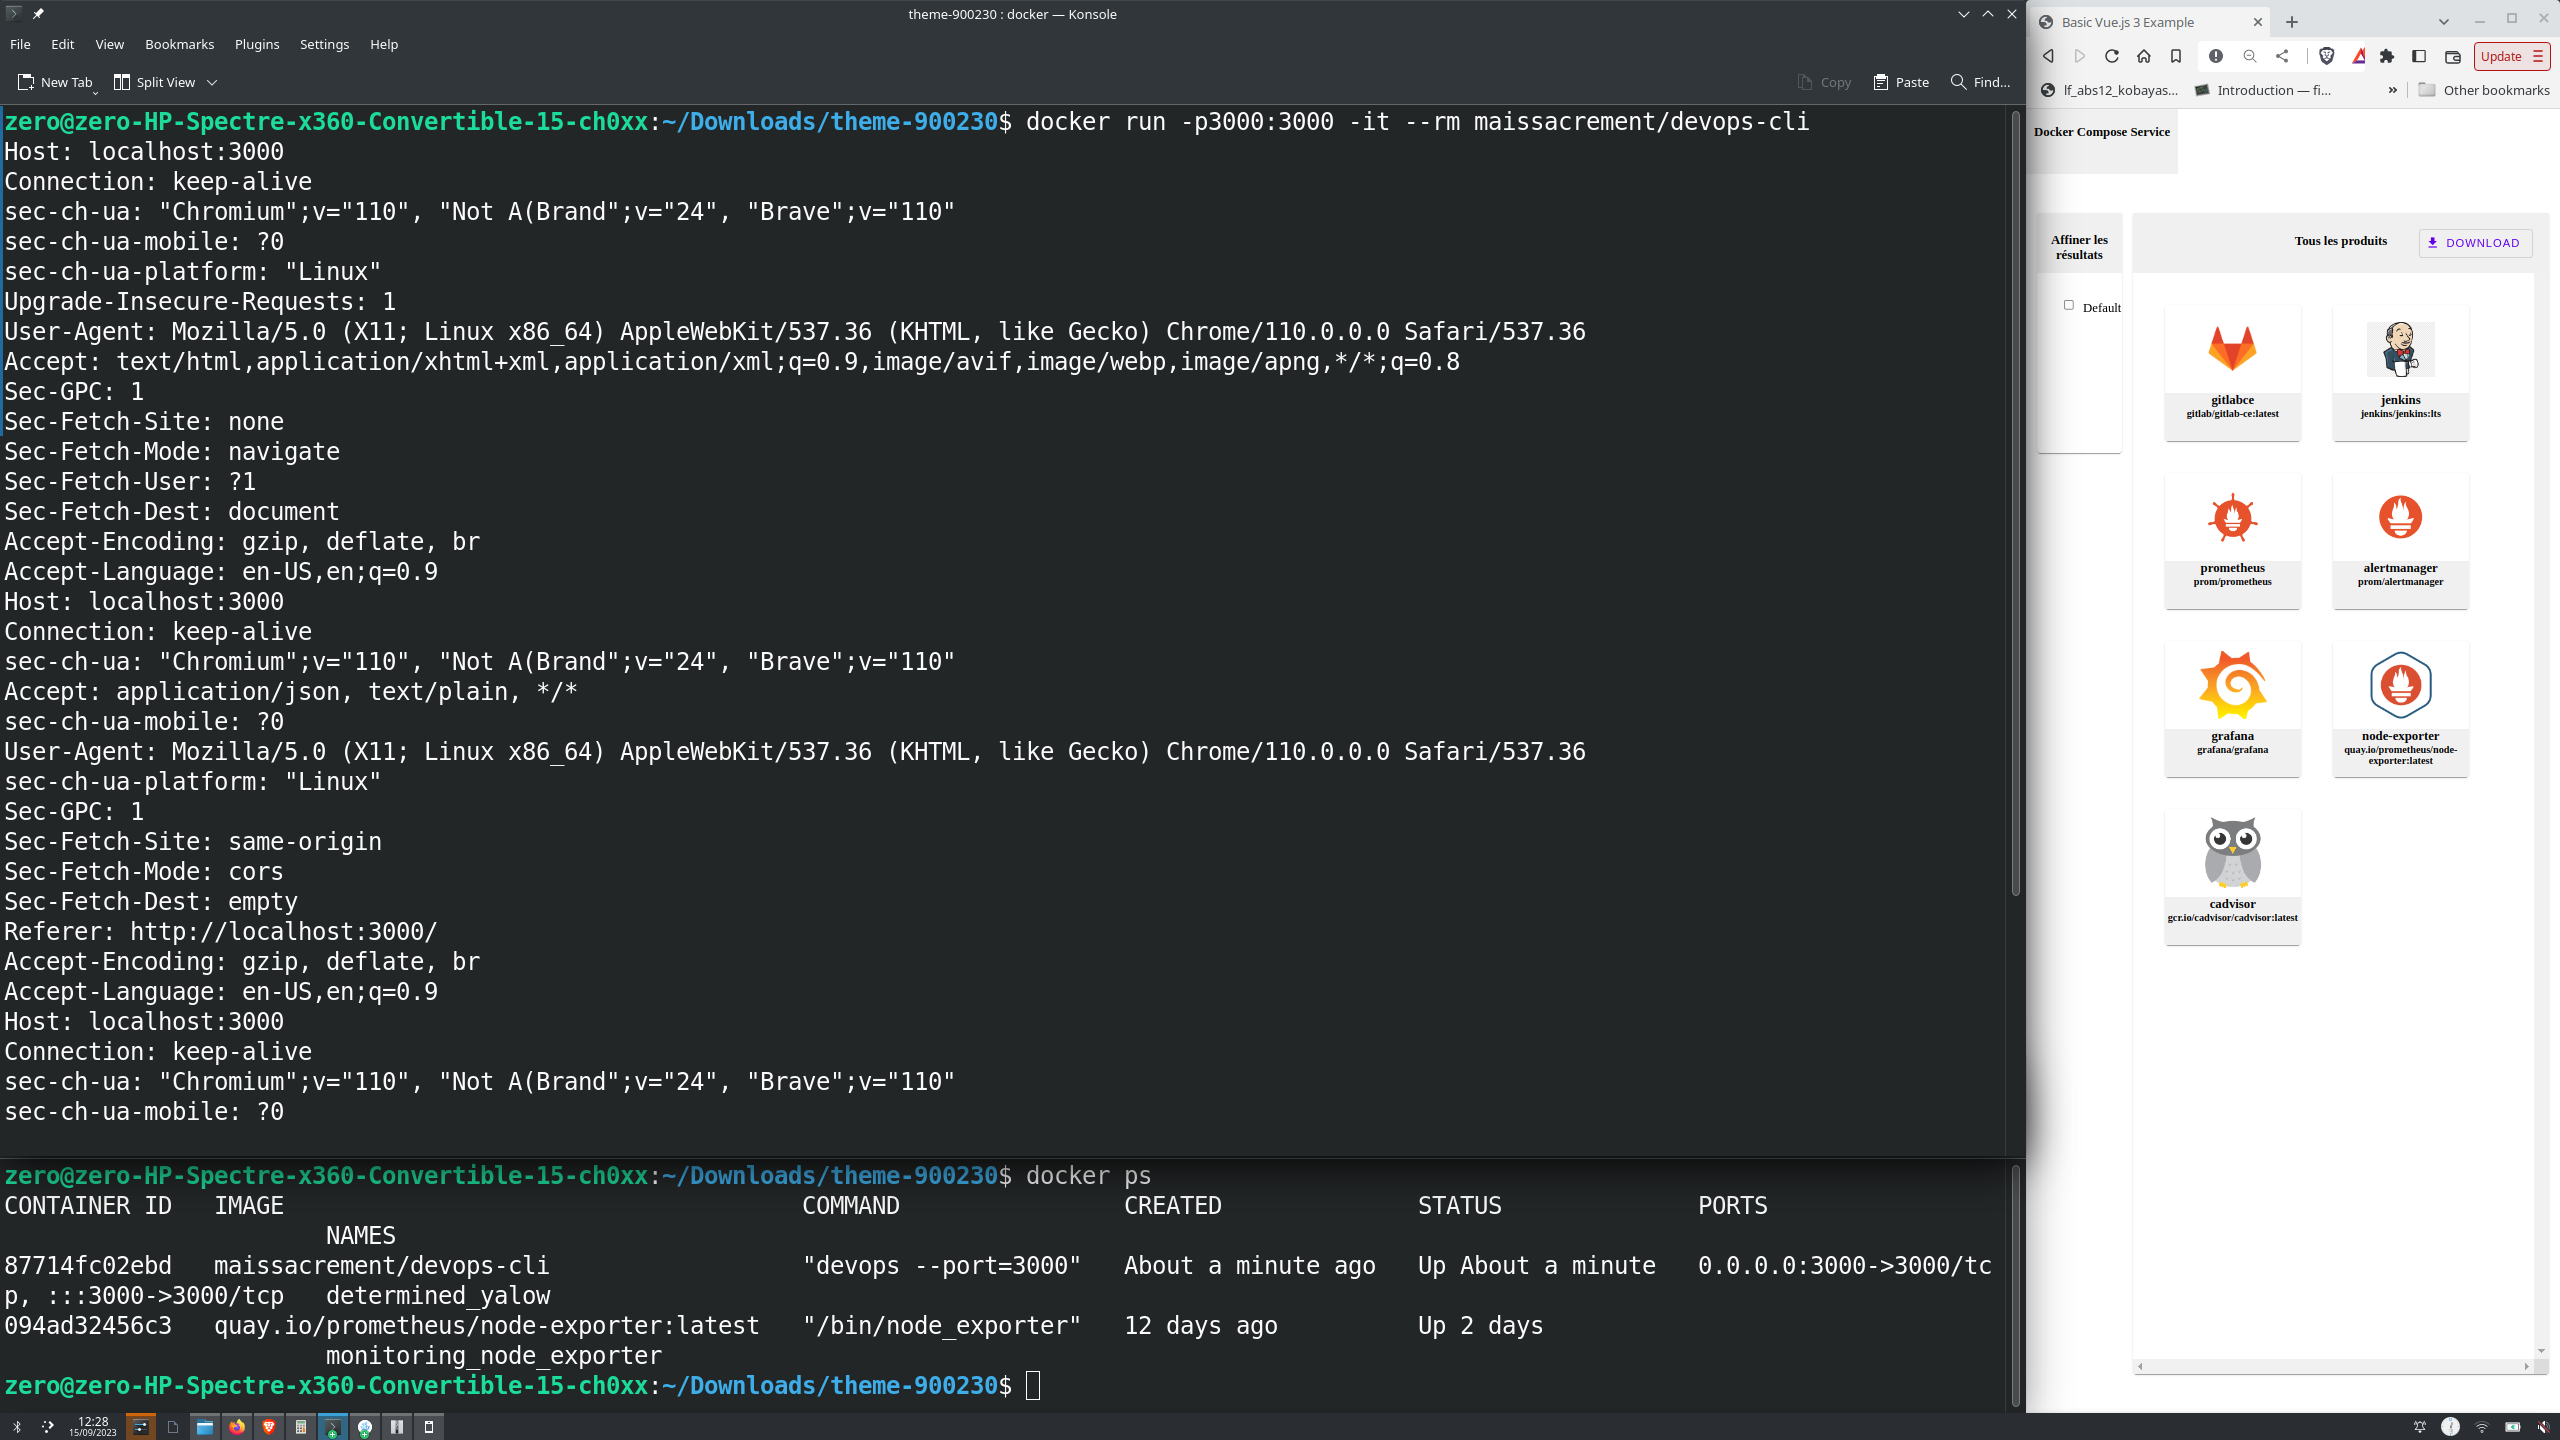 theme-900230 : docker — Konsole
File Edit View Bookmarks Plugins Settings Help
New Tab Split View Copy Paste Find...
zero@zero-HP-Spectre-x360-Convertible-15-ch0xx:~/Downloads/theme-900230$ docker run -p3000:3000 -it --rm maissacrement/devops-cli
Host: localhost:3000
Connection: keep-alive
sec-ch-ua: "Chromium";v="110", "Not A(Brand";v="24", "Brave";v="110"
sec-ch-ua-mobile: ?0
sec-ch-ua-platform: "Linux"
Upgrade-Insecure-Requests: 1
User-Agent: Mozilla/5.0 (X11; Linux x86_64) AppleWebKit/537.36 (KHTML, like Gecko) Chrome/110.0.0.0 Safari/537.36
Accept: text/html,application/xhtml+xml,application/xml;q=0.9,image/avif,image/webp,image/apng,*/*;q=0.8
Sec-GPC: 1
Sec-Fetch-Site: none
Sec-Fetch-Mode: navigate
Sec-Fetch-User: ?1
Sec-Fetch-Dest: document
Accept-Encoding: gzip, deflate, br
Accept-Language: en-US,en;q=0.9
Host: localhost:3000
Connection: keep-alive
sec-ch-ua: "Chromium";v="110", "Not A(Brand";v="24", "Brave";v="110"
Accept: application/json, text/plain, */*
sec-ch-ua-mobile: ?0
User-Agent: Mozilla/5.0 (X11; Linux x86_64) AppleWebKit/537.36 (KHTML, like Gecko) Chrome/110.0.0.0 Safari/537.36
sec-ch-ua-platform: "Linux"
Sec-GPC: 1
Sec-Fetch-Site: same-origin
Sec-Fetch-Mode: cors
Sec-Fetch-Dest: empty
Referer: http://localhost:3000/
Accept-Encoding: gzip, deflate, br
Accept-Language: en-US,en;q=0.9
Host: localhost:3000
Connection: keep-alive
sec-ch-ua: "Chromium";v="110", "Not A(Brand";v="24", "Brave";v="110"
sec-ch-ua-mobile: ?0
zero@zero-HP-Spectre-x360-Convertible-15-ch0xx:~/Downloads/theme-900230$ docker ps
CONTAINER ID IMAGE COMMAND CREATED STATUS PORTS
NAMES
87714fc02ebd maissacrement/devops-cli "devops --port=3000" About a minute ago Up About a minute 0.0.0.0:3000->3000/tc
p, :::3000->3000/tcp determined_yalow
094ad32456c3 quay.io/prometheus/node-exporter:latest "/bin/node_exporter" 12 days ago Up 2 days
monitoring_node_exporter
zero@zero-HP-Spectre-x360-Convertible-15-ch0xx:~/Downloads/theme-900230$
12:28
15/09/2023
Basic Vue.js 3 Example
Update
lf_abs12_kobayas... Introduction — fi... » Other bookmarks
Docker Compose Service
Affiner les
résultats
Default
Tous les produits
DOWNLOAD
gitlabce
gitlab/gitlab-ce:latest
jenkins
jenkins/jenkins:lts
prometheus
prom/prometheus
alertmanager
prom/alertmanager
grafana
grafana/grafana
node-exporter
quay.io/prometheus/node-
exporter:latest
cadvisor
gcr.io/cadvisor/cadvisor:latest